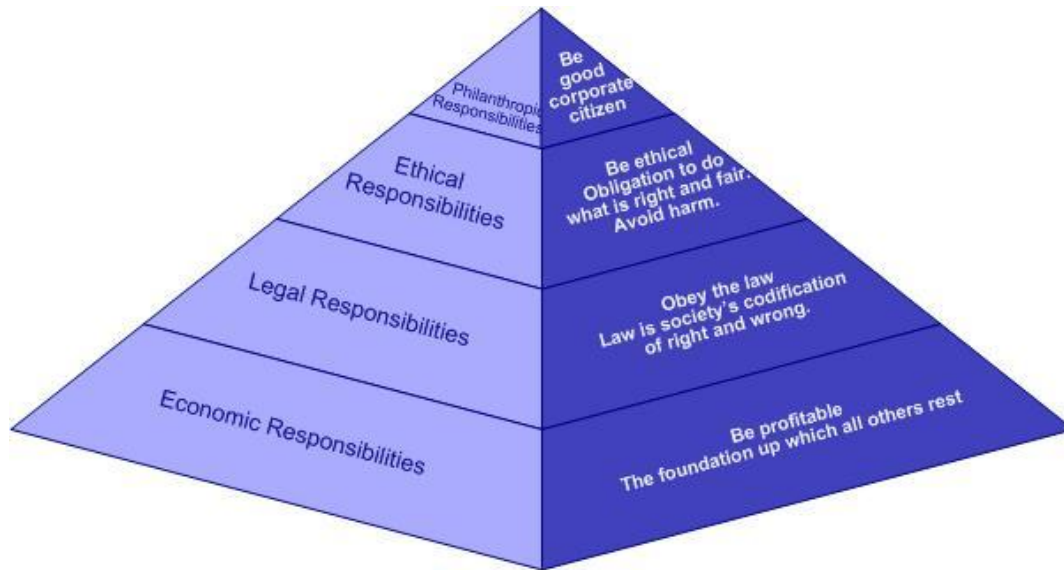 Philanthropic
Responsibilities
Be
good
corporate
citizen
Ethical
Responsibilities
Be ethical
Obligation to do
what is right and fair.
Avoid harm.
Legal Responsibilities
Obey the law
Law is society's codification
of right and wrong.
Economic Responsibilities
Be profitable
The foundation up which all others rest